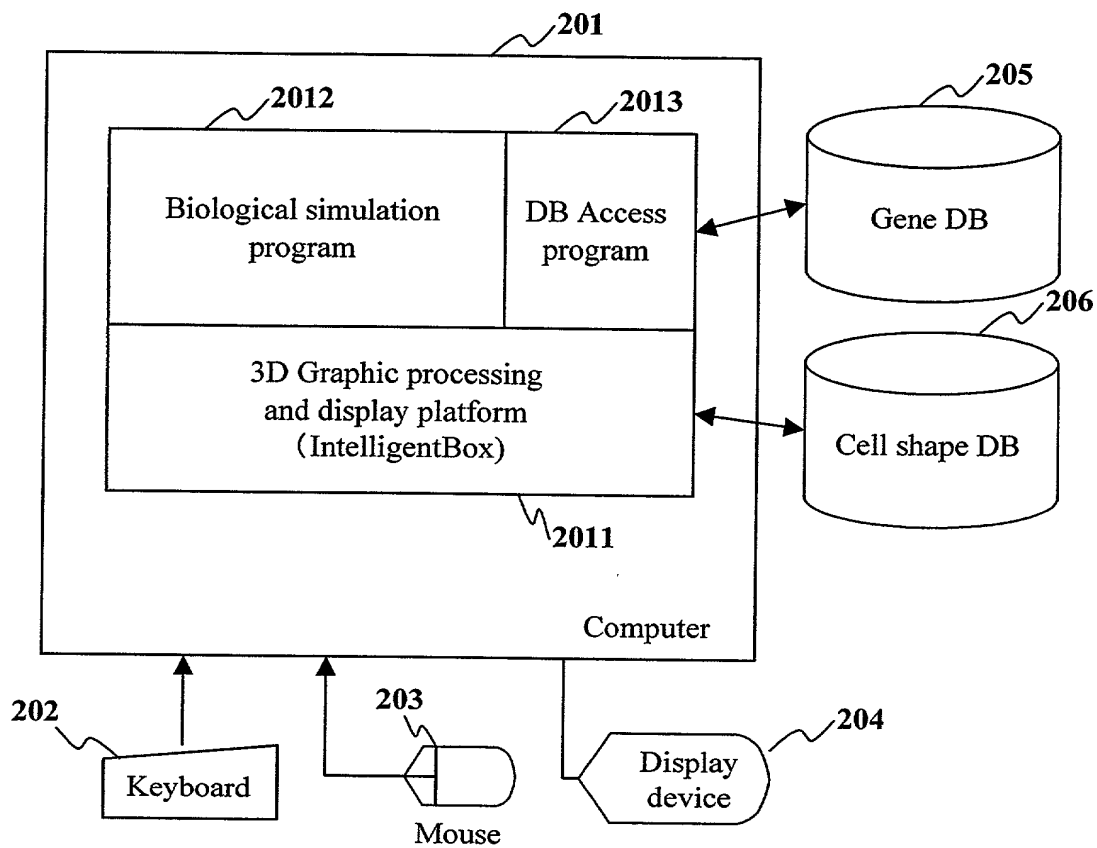 201
2012
2013
205
Biological simulation
program
DB Access
program
Gene DB
206
3D Graphic processing
and display platform
（IntelligentBox)
Cell shape DB
2011
Computer
202
203
204
Keyboard
Mouse
Display
device